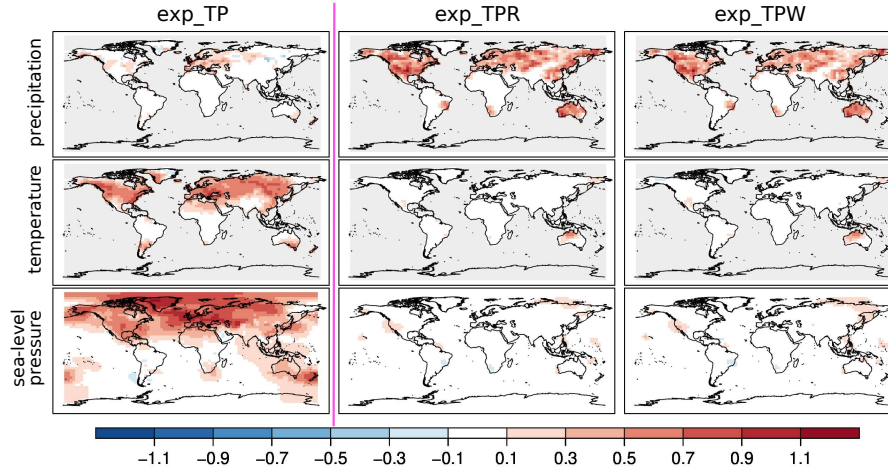 exp_TP exp_TPR exp_TPW
precipitation
temperature
sea-level
pressure
−1.1 −0.9 −0.7 −0.5 −0.3 −0.1 0.1 0.3 0.5 0.7 0.9 1.1